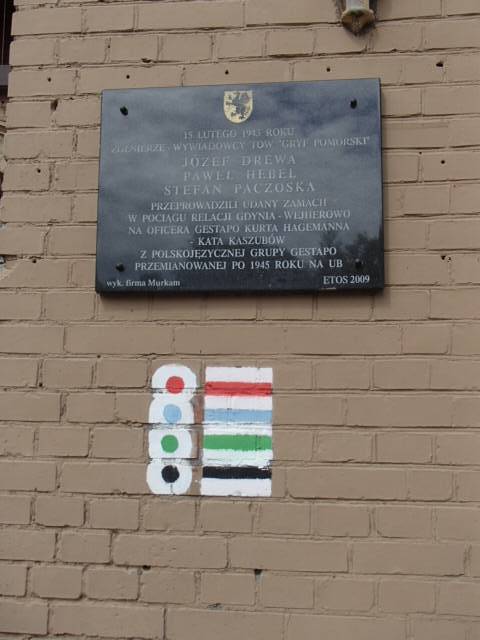 15 LUTEGO 1943 ROKU
ŻOŁNIERZE - WYWIADOWCY TOW "GRYF POMORSKI"
JÓZEF DREWA
PAWEŁ HEBEL
STEFAN PACZOSKA
PRZEPROWADZILI UDANY ZAMACH
W POCIĄGU RELACJI GDYNIA - WEJHEROWO
NA OFICERA GESTAPO KURTA HAGEMANNA
- KATA KASZUBÓW
Z POLSKOJĘZYCZNEJ GRUPY GESTAPO
PRZEMIANOWANEJ PO 1945 ROKU NA UB
wyk. firma Murkam ETOS 2009